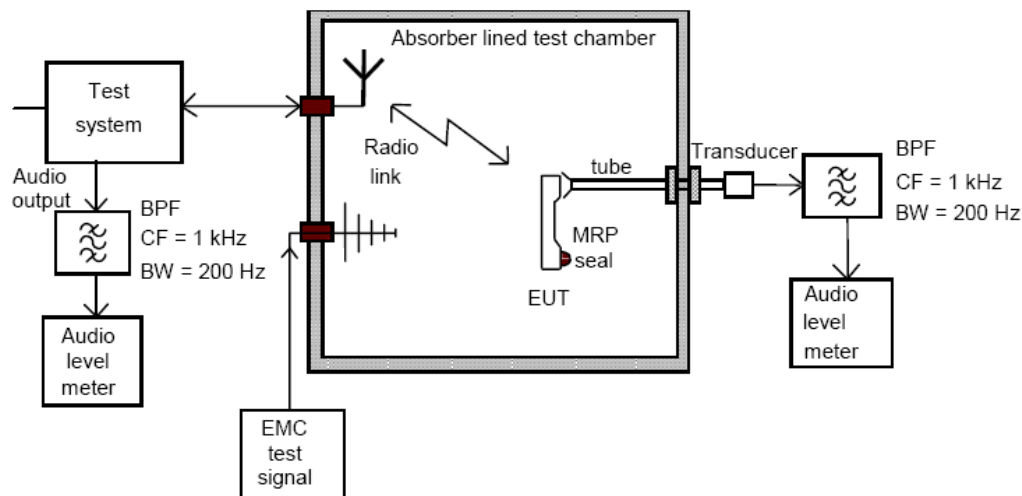 Absorber lined test chamber
Test
system
Radio
link
Audio
output
BPF
CF = 1 kHz
BW = 200 Hz
Audio
level
meter
EMC
test
signal
tube
MRP
seal
EUT
Transducer
BPF
CF = 1 kHz
BW = 200 Hz
Audio
level
meter